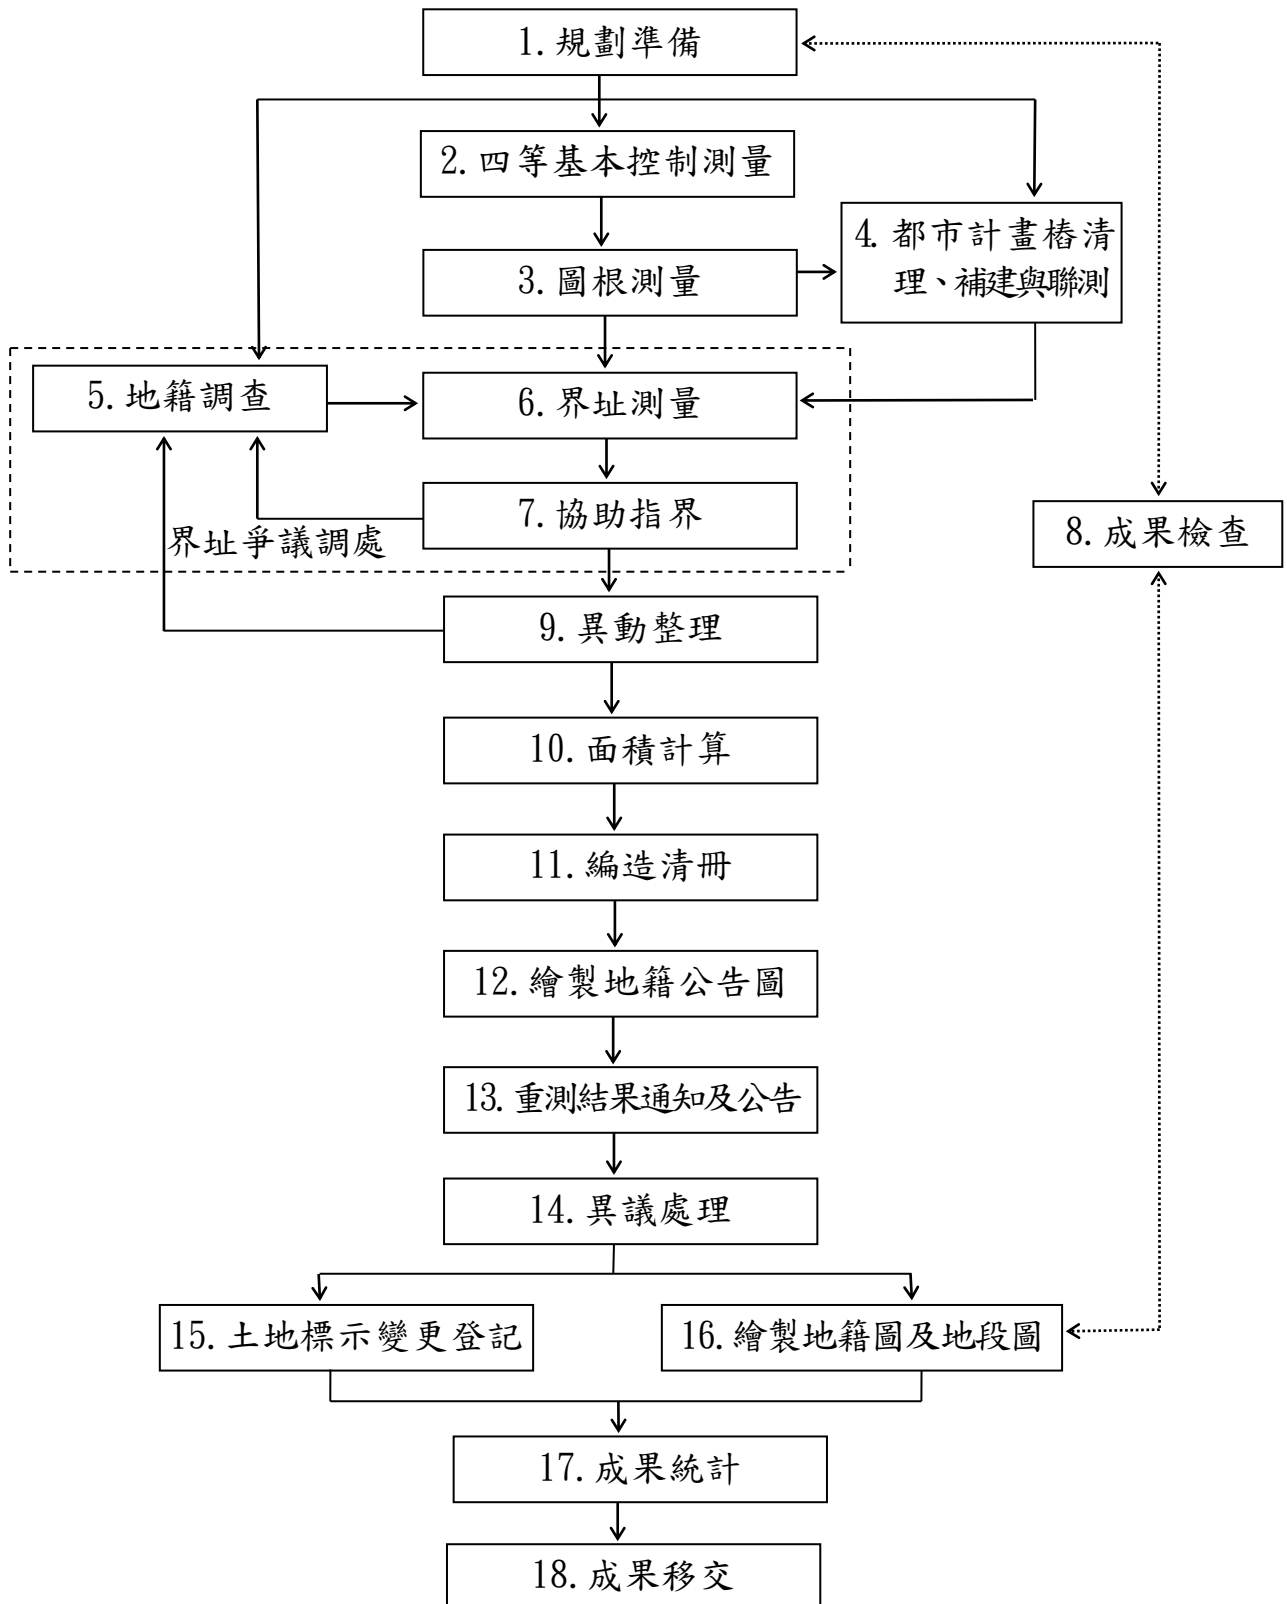 1.規劃準備
2.四等基本控制測量
3.圖根測量
4.都市計畫樁清
理、補建與聯測
5.地籍調查
6.界址測量
7.協助指界
界址爭議調處
8.成果檢查
9.異動整理
10.面積計算
11.編造清冊
12.繪製地籍公告圖
13.重測結果通知及公告
14.異議處理
15.土地標示變更登記
16.繪製地籍圖及地段圖
17.成果統計
18.成果移交